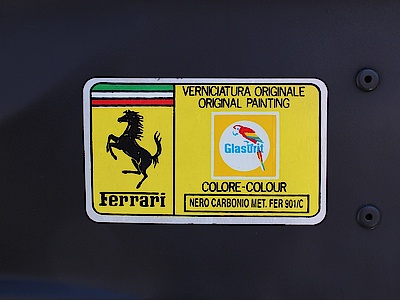 VERNICIATURA ORIGINALE
ORIGINAL PAINTING
Glasurit
COLORE-COLOUR
NERO CARBONIO MET. FER 901/C
Ferrari